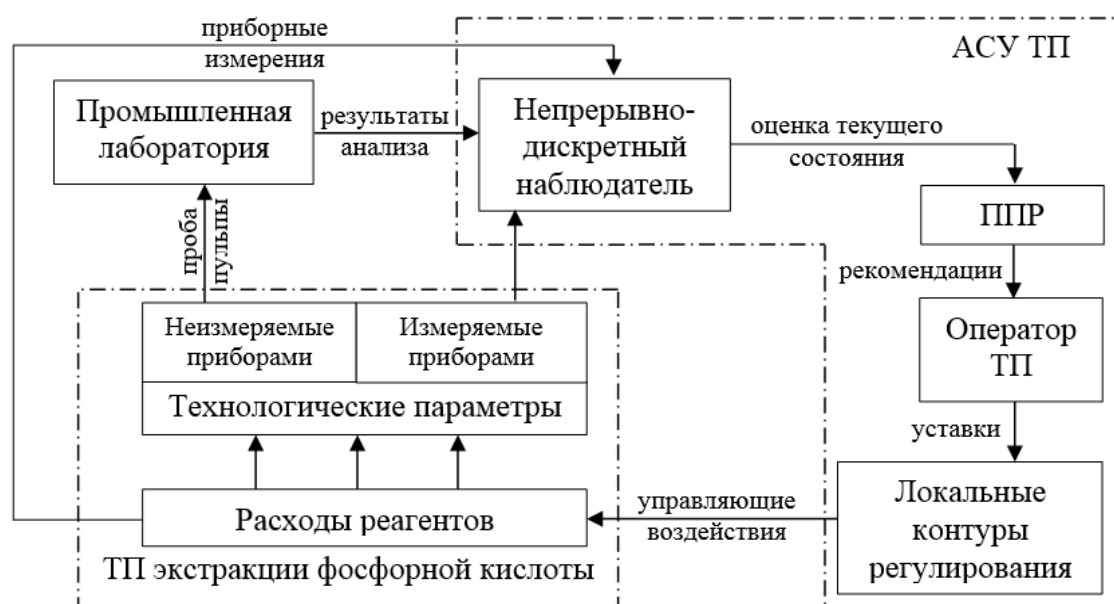 приборные
измерения
АСУ ТП
Промышленная
лаборатория
результаты
анализа
Непрерывно-
дискретный
наблюдатель
оценка текущего
состояния
ППР
проба
пульпы
рекомендации
Неизмеряемые
приборами
Измеряемые
приборами
Оператор
ТП
Технологические параметры
уставки
Расходы реагентов
управляющие
воздействия
Локальные
контуры
регулирования
ТП экстракции фосфорной кислоты